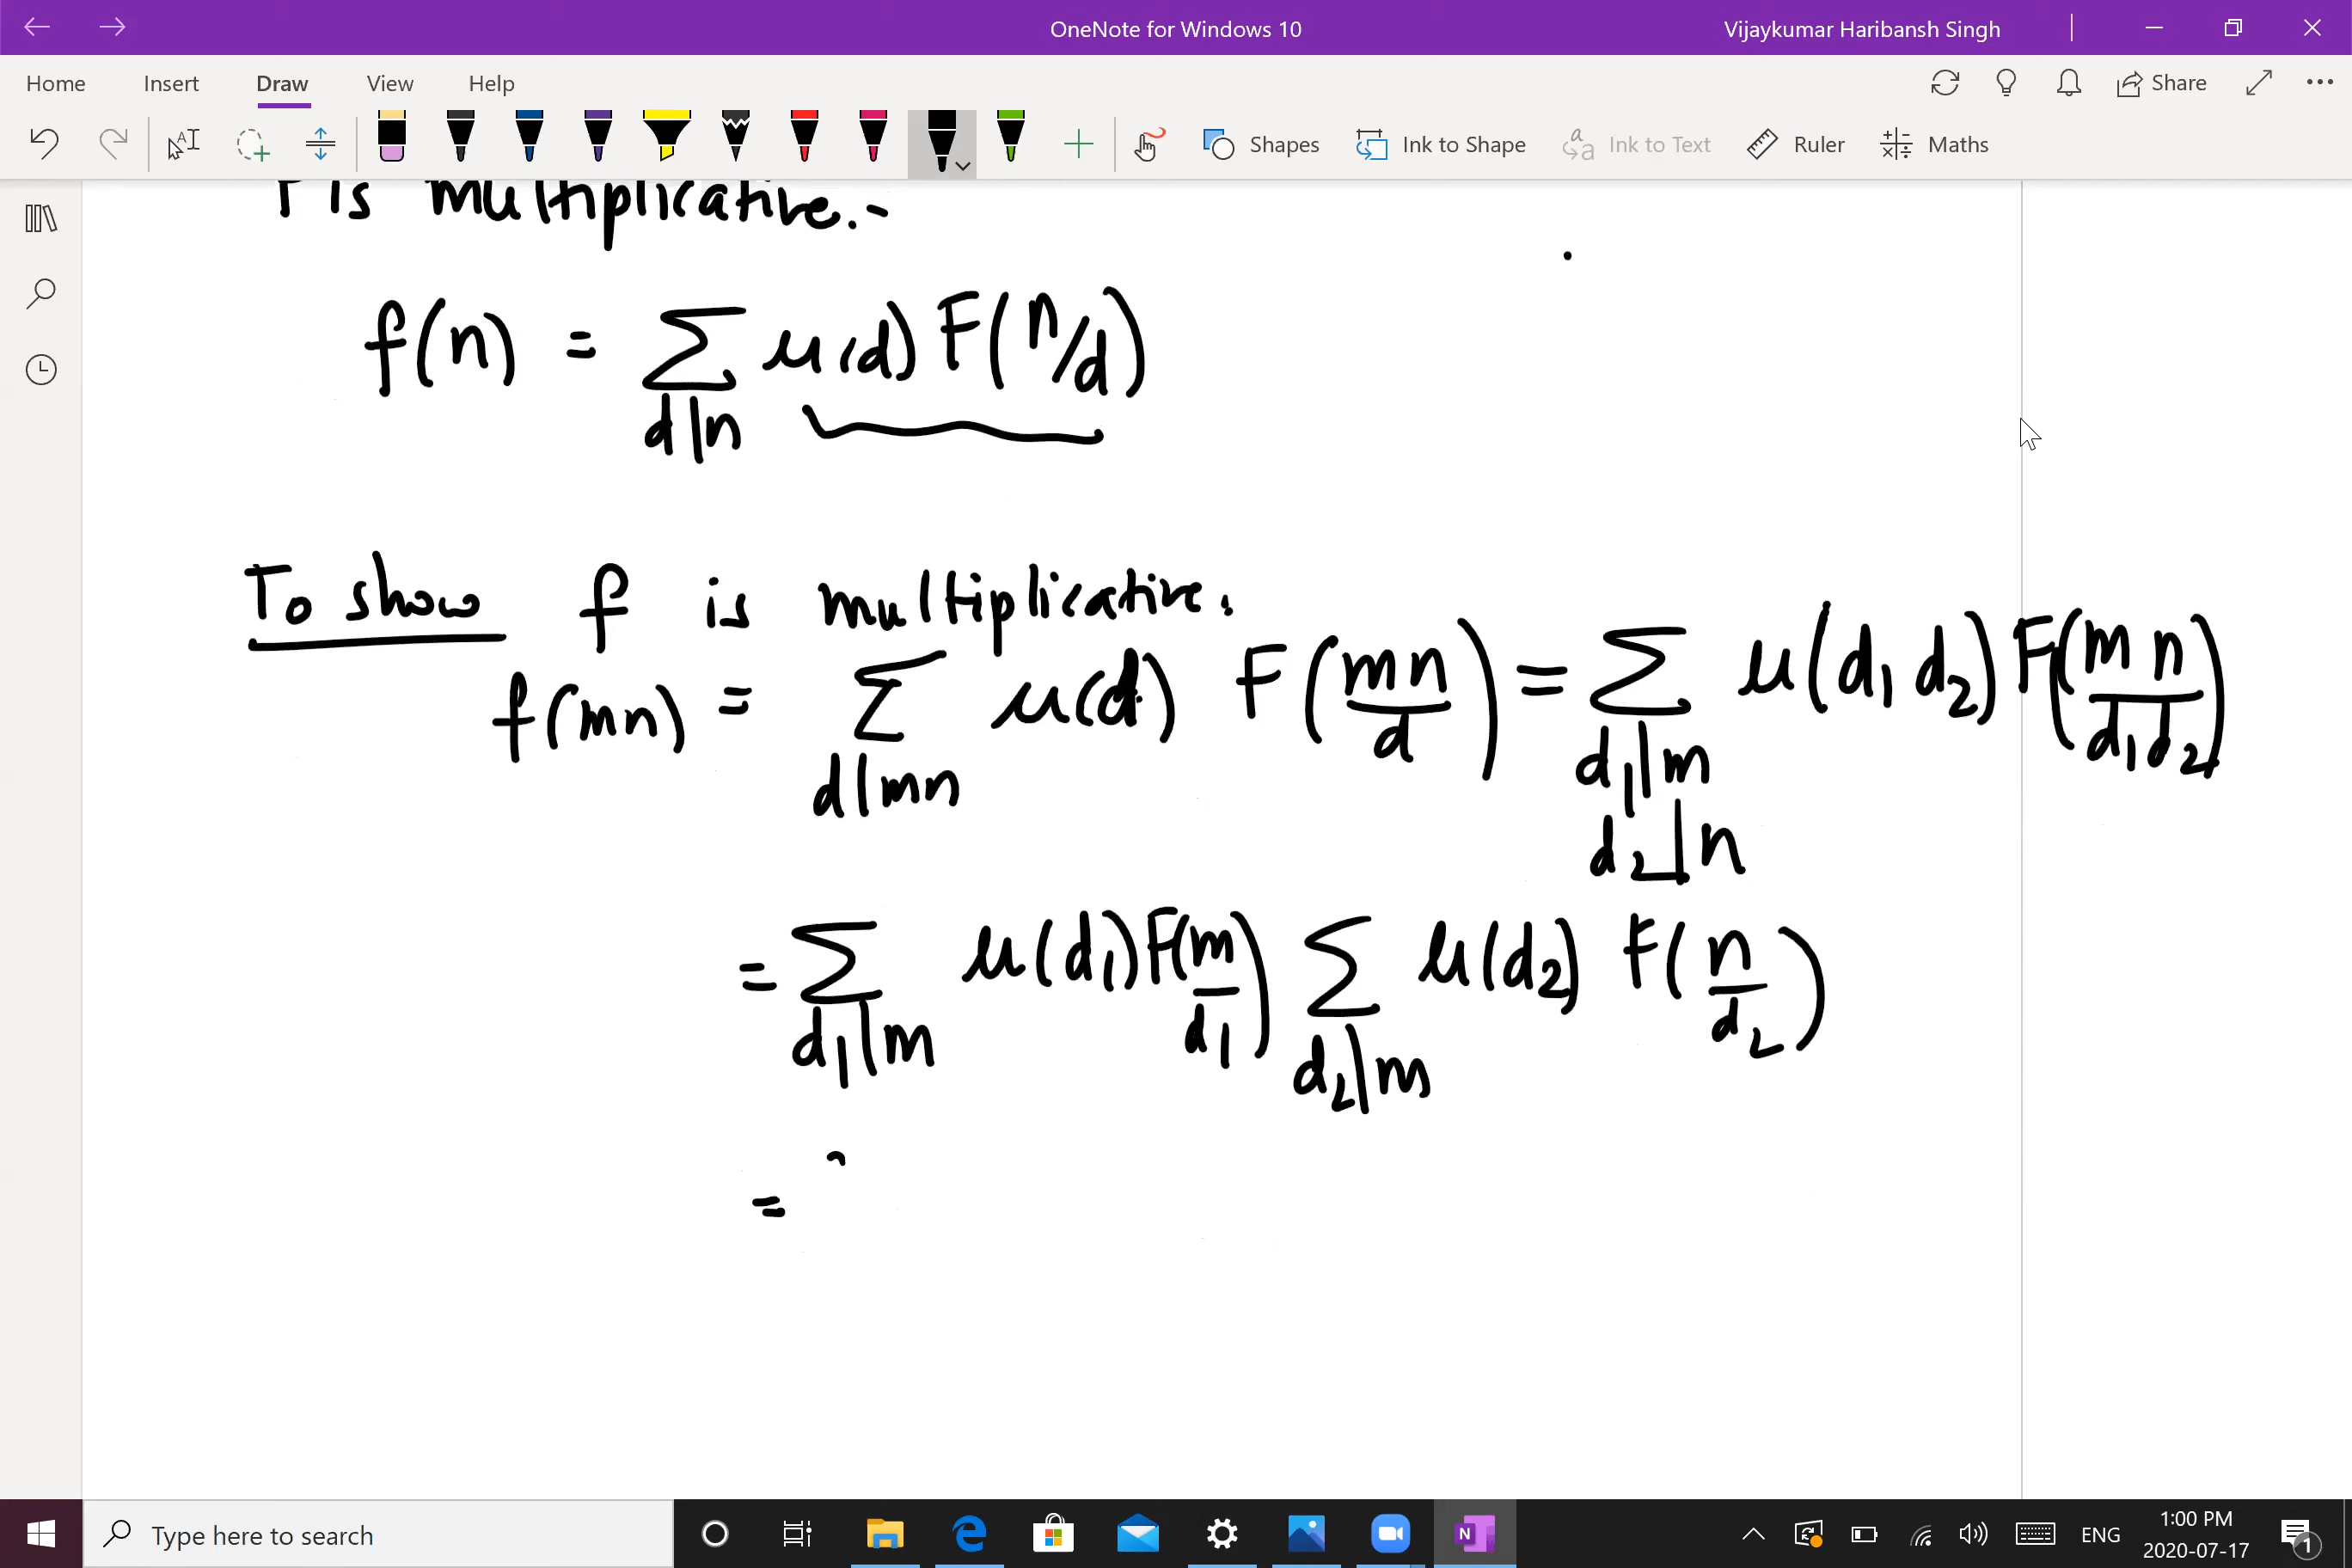 OneNote for Windows 10
Vijaykumar Haribansh Singh
Home Insert Draw View Help
Share
Shapes Ink to Shape Ink to Text Ruler Maths
is multiplicative.-
f(n) = ∑ μ(d) F(n/d)
d|n
To show f is multiplicative.
f(mn) = ∑ μ(d) F(mn/d) = ∑ μ(d₁ d₂) F(m n/d₁d₂)
d|mn d₁|m
d₂|n
= ∑ μ(d₁) F(m/d₁) ∑ μ(d₂) F(n/d₂)
d₁|m d₂|m
=
Type here to search
ENG
1:00 PM
2020-07-17
1